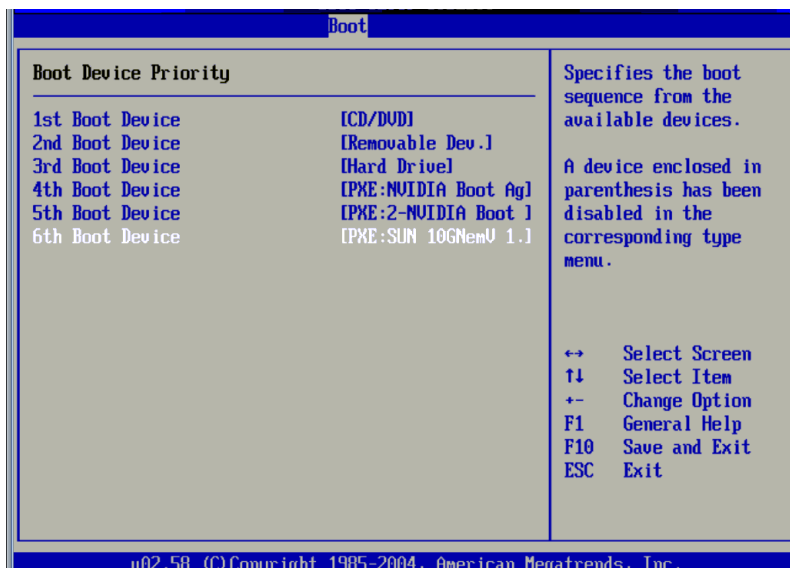 Boot
Boot Device Priority
1st Boot Device [CD/DVD]
2nd Boot Device [Removable Dev.]
3rd Boot Device [Hard Drive]
4th Boot Device [PXE:NVIDIA Boot Ag]
5th Boot Device [PXE:2-NVIDIA Boot ]
6th Boot Device [PXE:SUN 10GNemV 1.]
Specifies the boot
sequence from the
available devices.
A device enclosed in
parenthesis has been
disabled in the
corresponding type
menu.
↔ Select Screen
↑↓ Select Item
+- Change Option
F1 General Help
F10 Save and Exit
ESC Exit
v02.58 (C)Copyright 1985-2004, American Megatrends, Inc.